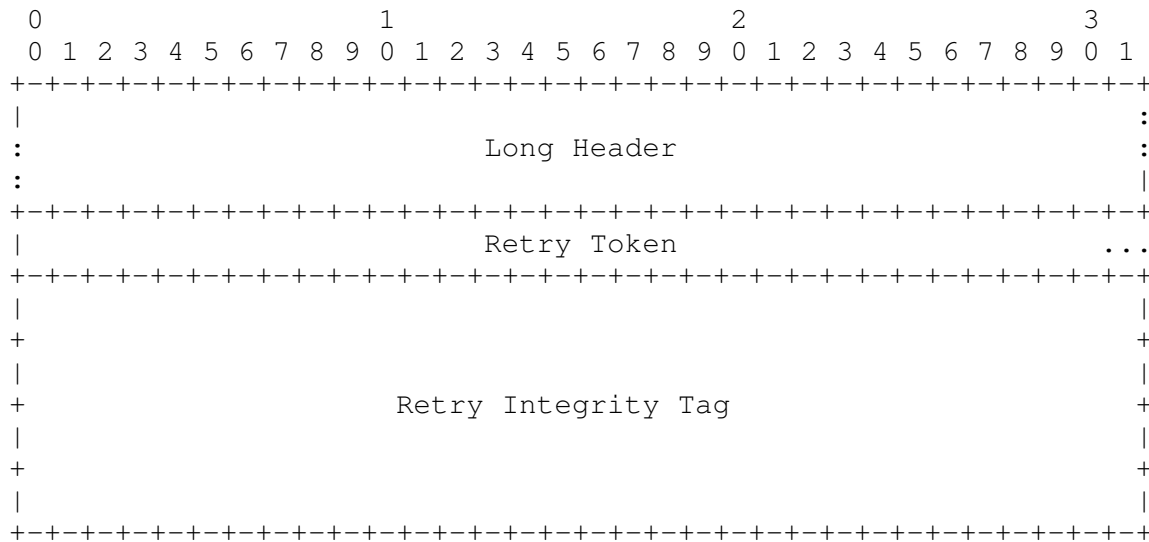 0                   1                   2                   3
 0 1 2 3 4 5 6 7 8 9 0 1 2 3 4 5 6 7 8 9 0 1 2 3 4 5 6 7 8 9 0 1
+-+-+-+-+-+-+-+-+-+-+-+-+-+-+-+-+-+-+-+-+-+-+-+-+-+-+-+-+-+-+-+-+
|                                                               :
:                          Long Header                          :
:                                                               |
+-+-+-+-+-+-+-+-+-+-+-+-+-+-+-+-+-+-+-+-+-+-+-+-+-+-+-+-+-+-+-+-+
|                          Retry Token                        ...
+-+-+-+-+-+-+-+-+-+-+-+-+-+-+-+-+-+-+-+-+-+-+-+-+-+-+-+-+-+-+-+-+
|                                                               |
+                                                               +
|                                                               |
+                     Retry Integrity Tag                       +
|                                                               |
+                                                               +
|                                                               |
+-+-+-+-+-+-+-+-+-+-+-+-+-+-+-+-+-+-+-+-+-+-+-+-+-+-+-+-+-+-+-+-+